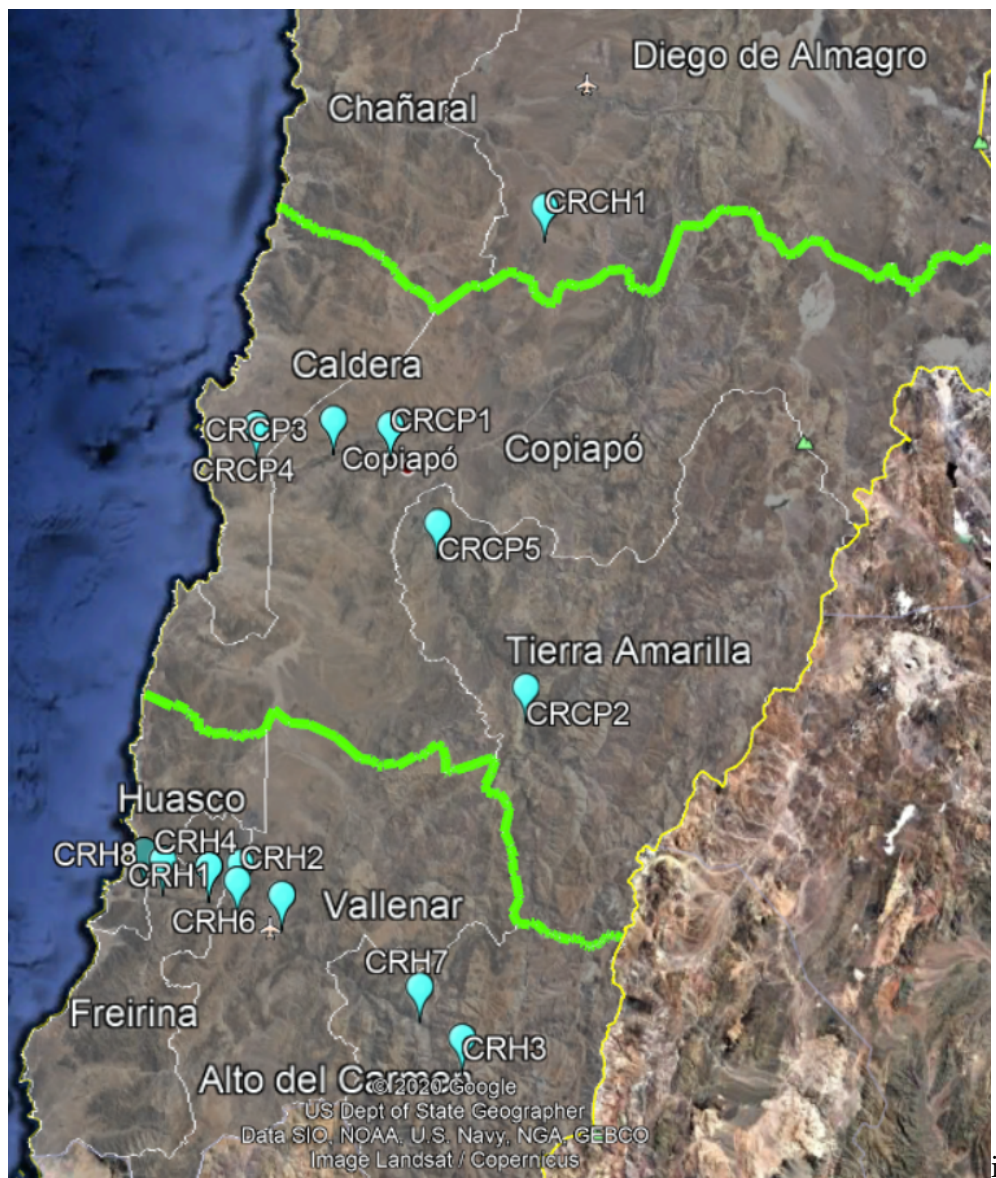 Diego de Almagro
Chañaral
CRCH1
Caldera
CRCP3
CRCP1
Copiapó
Copiapó
CRCP4
CRCP5
Tierra Amarilla
CRCP2
Huasco
CRH4
CRH8
CRH2
CRH1
Vallenar
CRH6
CRH7
Freirina
CRH3
Alto del Carmen
© 2020 Google
US Dept of State Geographer
Data SIO, NOAA, U.S. Navy, NGA, GEBCO
Image Landsat / Copernicus
i